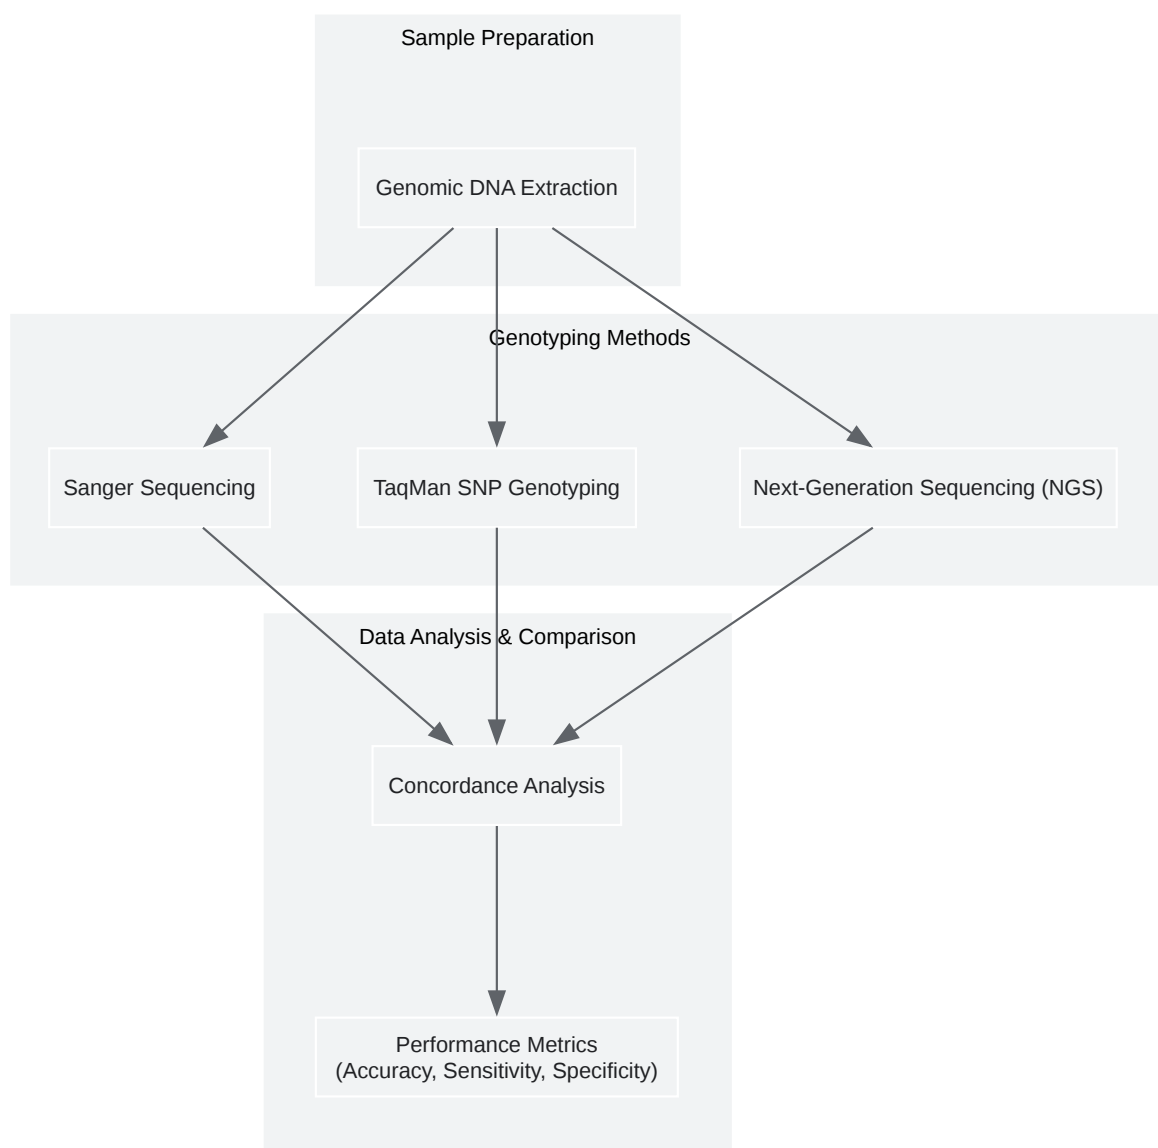 Sample Preparation
Genomic DNA Extraction
Genotyping Methods
Sanger Sequencing
TaqMan SNP Genotyping
Next-Generation Sequencing (NGS)
Data Analysis & Comparison
Concordance Analysis
Performance Metrics
(Accuracy, Sensitivity, Specificity)